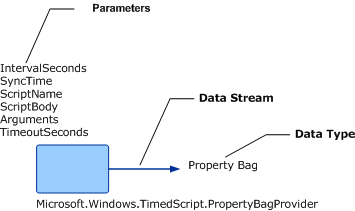 Parameters
IntervalSeconds
SyncTime
ScriptName
ScriptBody
Arguments
TimeoutSeconds
Data Stream
Data Type
Property Bag
Microsoft.Windows.TimedScript.PropertyBagProvider